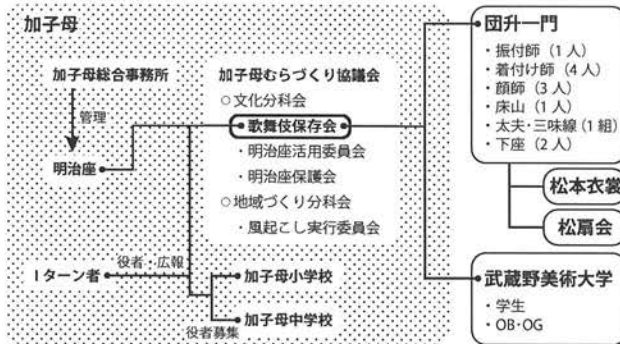 加子母
加子母総合事務所
管理
明治座
Iターン者
役者・広報
役者募集
加子母むらづくり協議会
○文化分科会
・歌舞伎保存会
・明治座活用委員会
・明治座保護会
○地域づくり分科会
・風起こし実行委員会
加子母小学校
加子母中学校
団升一門
・振付師（1人）
・着付け師（4人）
・顔師（3人）
・床山（1人）
・太夫・三味線（1組）
・下座（2人）
松本衣裳
松扇会
武蔵野美術大学
・学生
・OB・OG